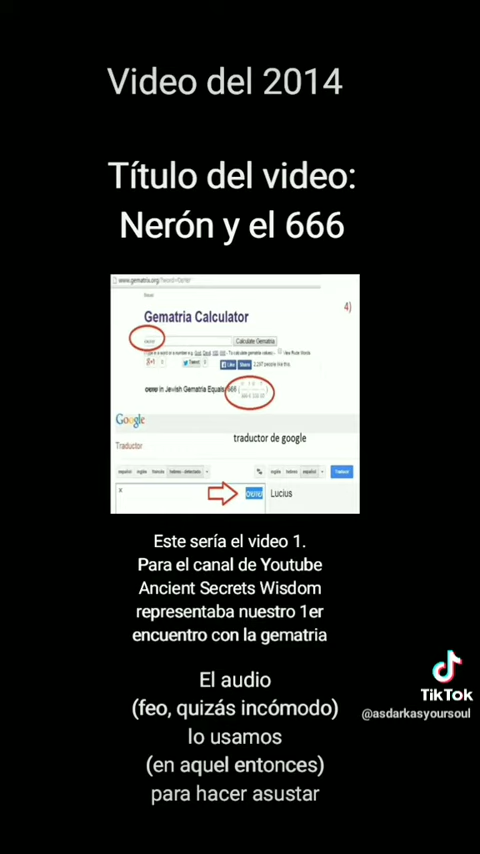 Video del 2014
Título del video:
Nerón y el 666
4)
Gematria Calculator
Calculate Gematria
in Jewish Gematria Equals: 666
Google
Traductor
traductor de google
Traducir
x
Lucius
Este sería el video 1.
Para el canal de Youtube
Ancient Secrets Wisdom
representaba nuestro 1er
encuentro con la gematria
El audio
(feo, quizás incómodo)
lo usamos
(en aquel entonces)
para hacer asustar
TikTok
@asdarkasyoursoul